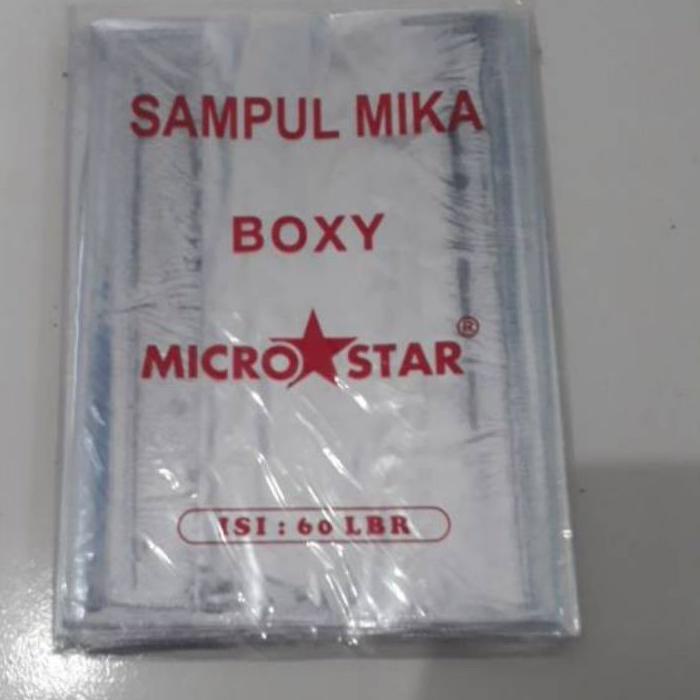 SAMPUL MIKA
BOXY
MICRO★STAR®
ISI : 60 LBR